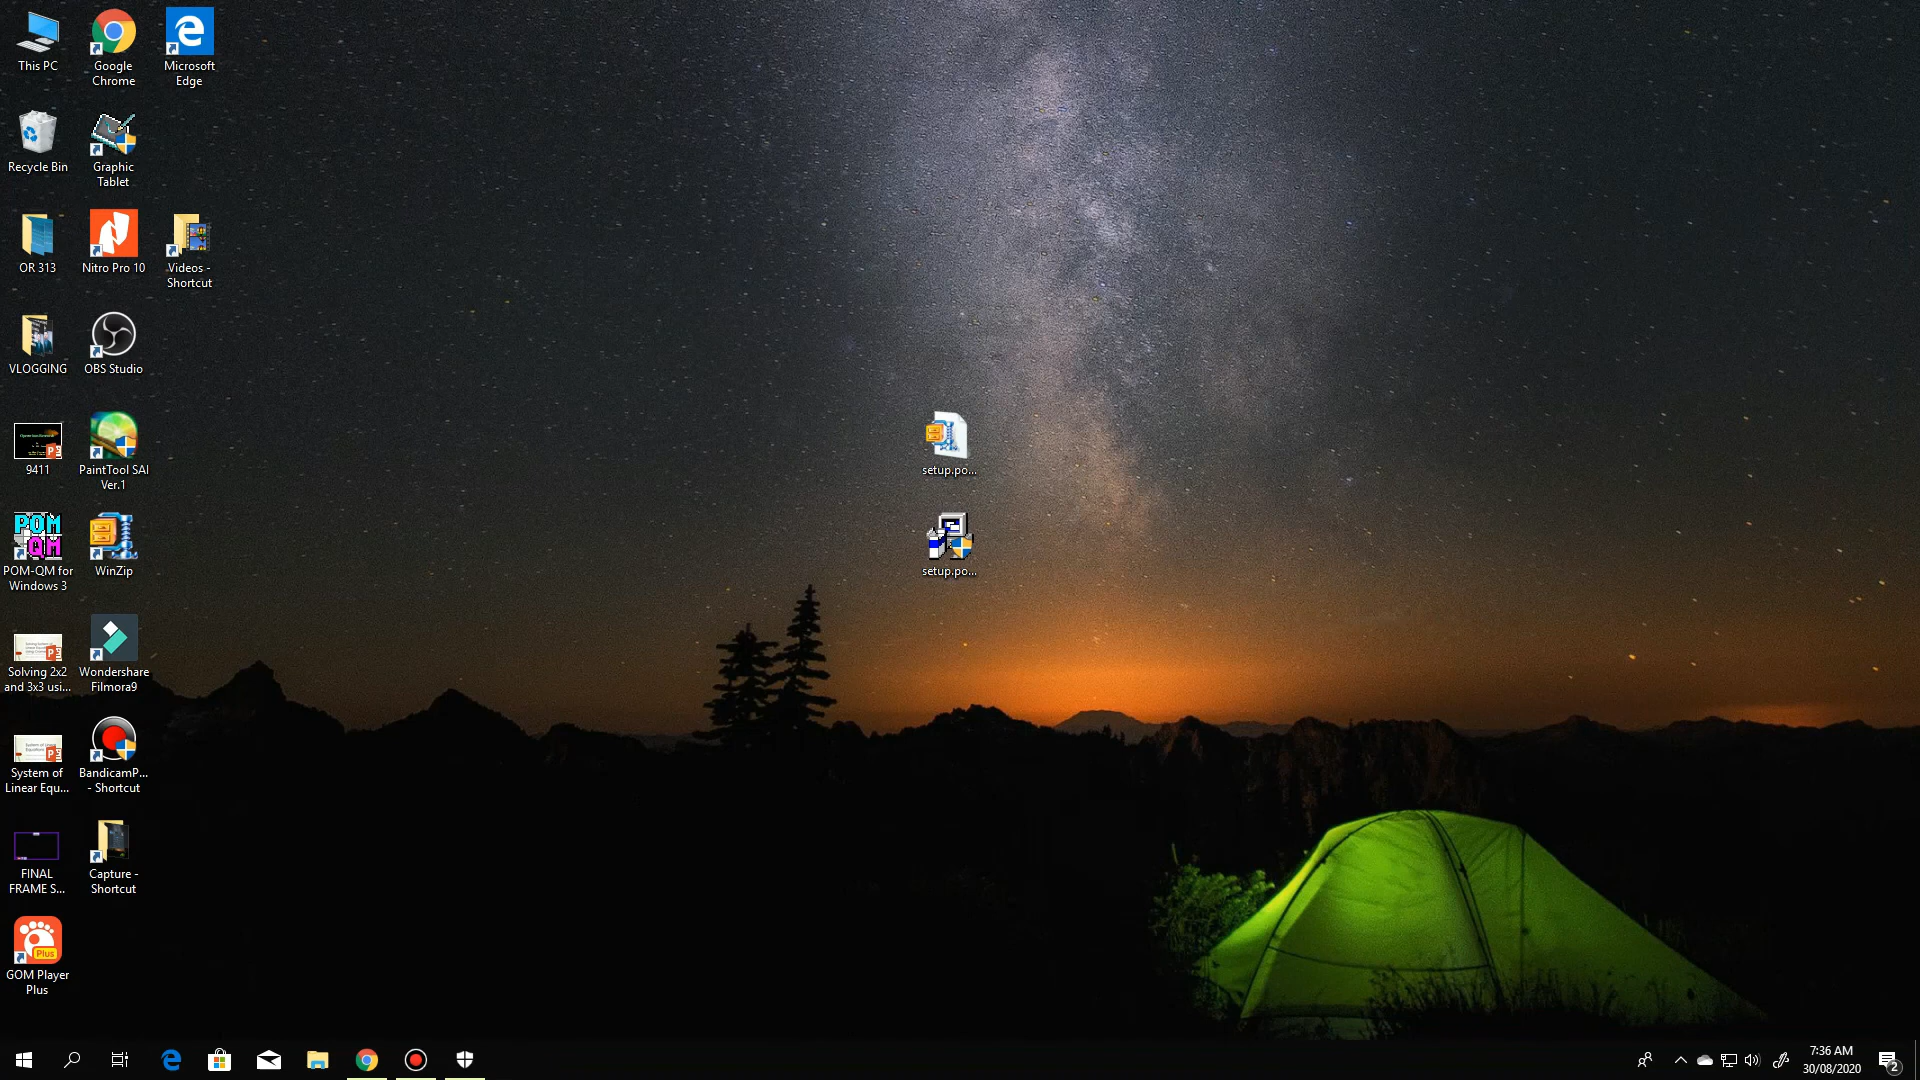 This PC
Google
Chrome
Microsoft
Edge
Recycle Bin
Graphic
Tablet
OR 313
Nitro Pro 10
Videos -
Shortcut
VLOGGING
OBS Studio
9411
PaintTool SAI
Ver.1
setup.po...
POM
QM
POM-QM for
Windows 3
WinZip
setup.po...
Solving 2x2
and 3x3 usi...
Wondershare
Filmora9
System of
Linear Equ...
BandicamP...
- Shortcut
FINAL
FRAME S...
Capture -
Shortcut
Plus
GOM Player
Plus
7:36 AM
30/08/2020
2